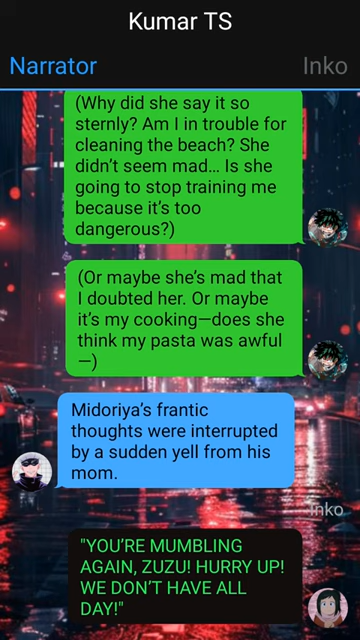 Kumar TS
Narrator
Inko
(Why did she say it so
sternly? Am I in trouble for
cleaning the beach? She
didn’t seem mad… Is she
going to stop training me
because it’s too
dangerous?)
(Or maybe she’s mad that
I doubted her. Or maybe
it’s my cooking—does she
think my pasta was awful
—)
Midoriya’s frantic
thoughts were interrupted
by a sudden yell from his
mom.
Inko
"YOU’RE MUMBLING
AGAIN, ZUZU! HURRY UP!
WE DON’T HAVE ALL
DAY!"